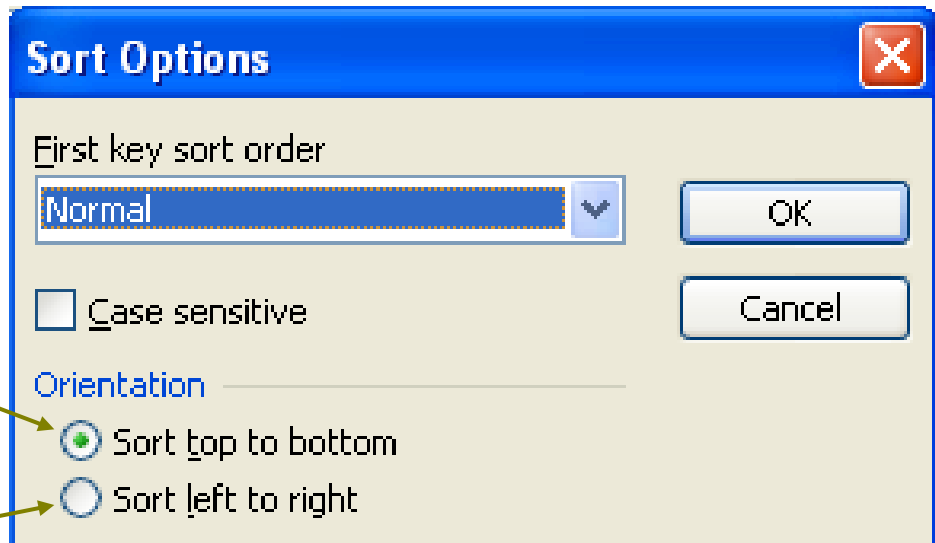 Sort Options
First key sort order
Normal
OK
Case sensitive
Cancel
Orientation
Sort top to bottom
Sort left to right